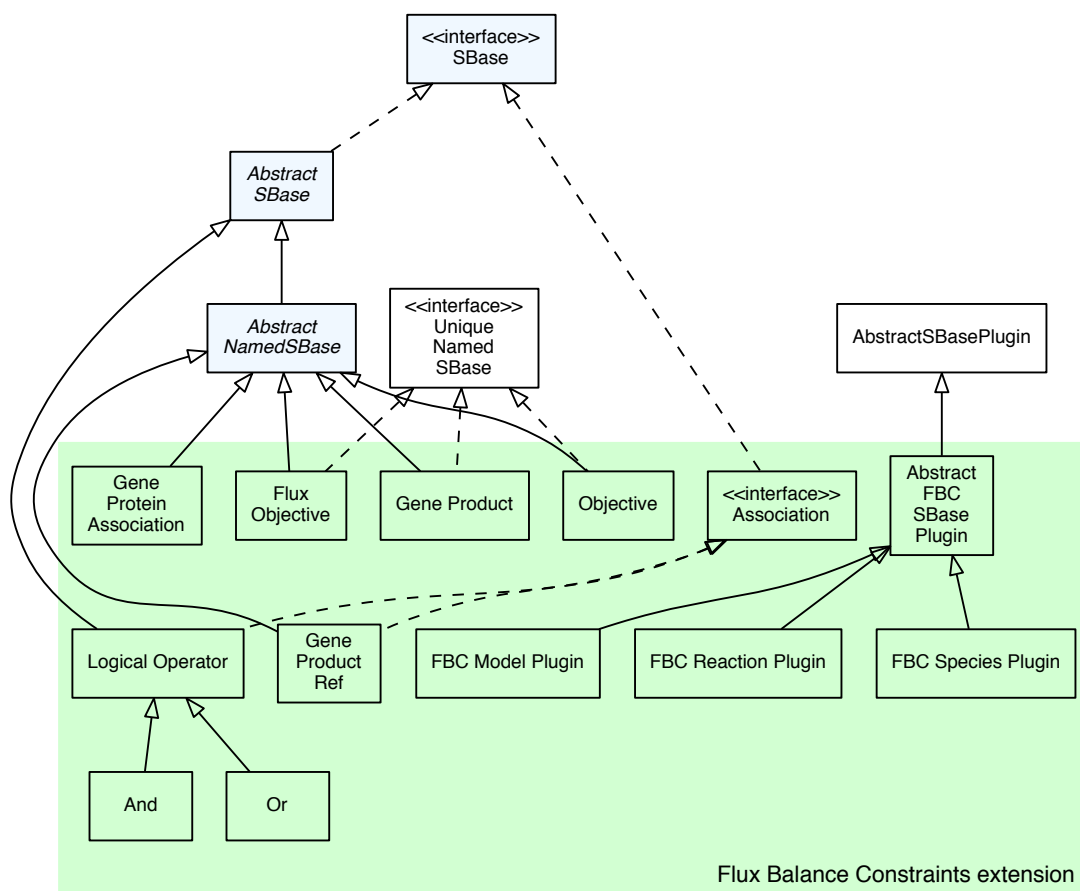 <<interface>>
SBase
Abstract
SBase
Abstract
NamedSBase
<<interface>>
Unique
Named
SBase
AbstractSBasePlugin
Gene
Protein
Association
Flux
Objective
Gene Product
Objective
<<interface>>
Association
Abstract
FBC
SBase
Plugin
Logical Operator
Gene
Product
Ref
FBC Model Plugin
FBC Reaction Plugin
FBC Species Plugin
And
Or
Flux Balance Constraints extension